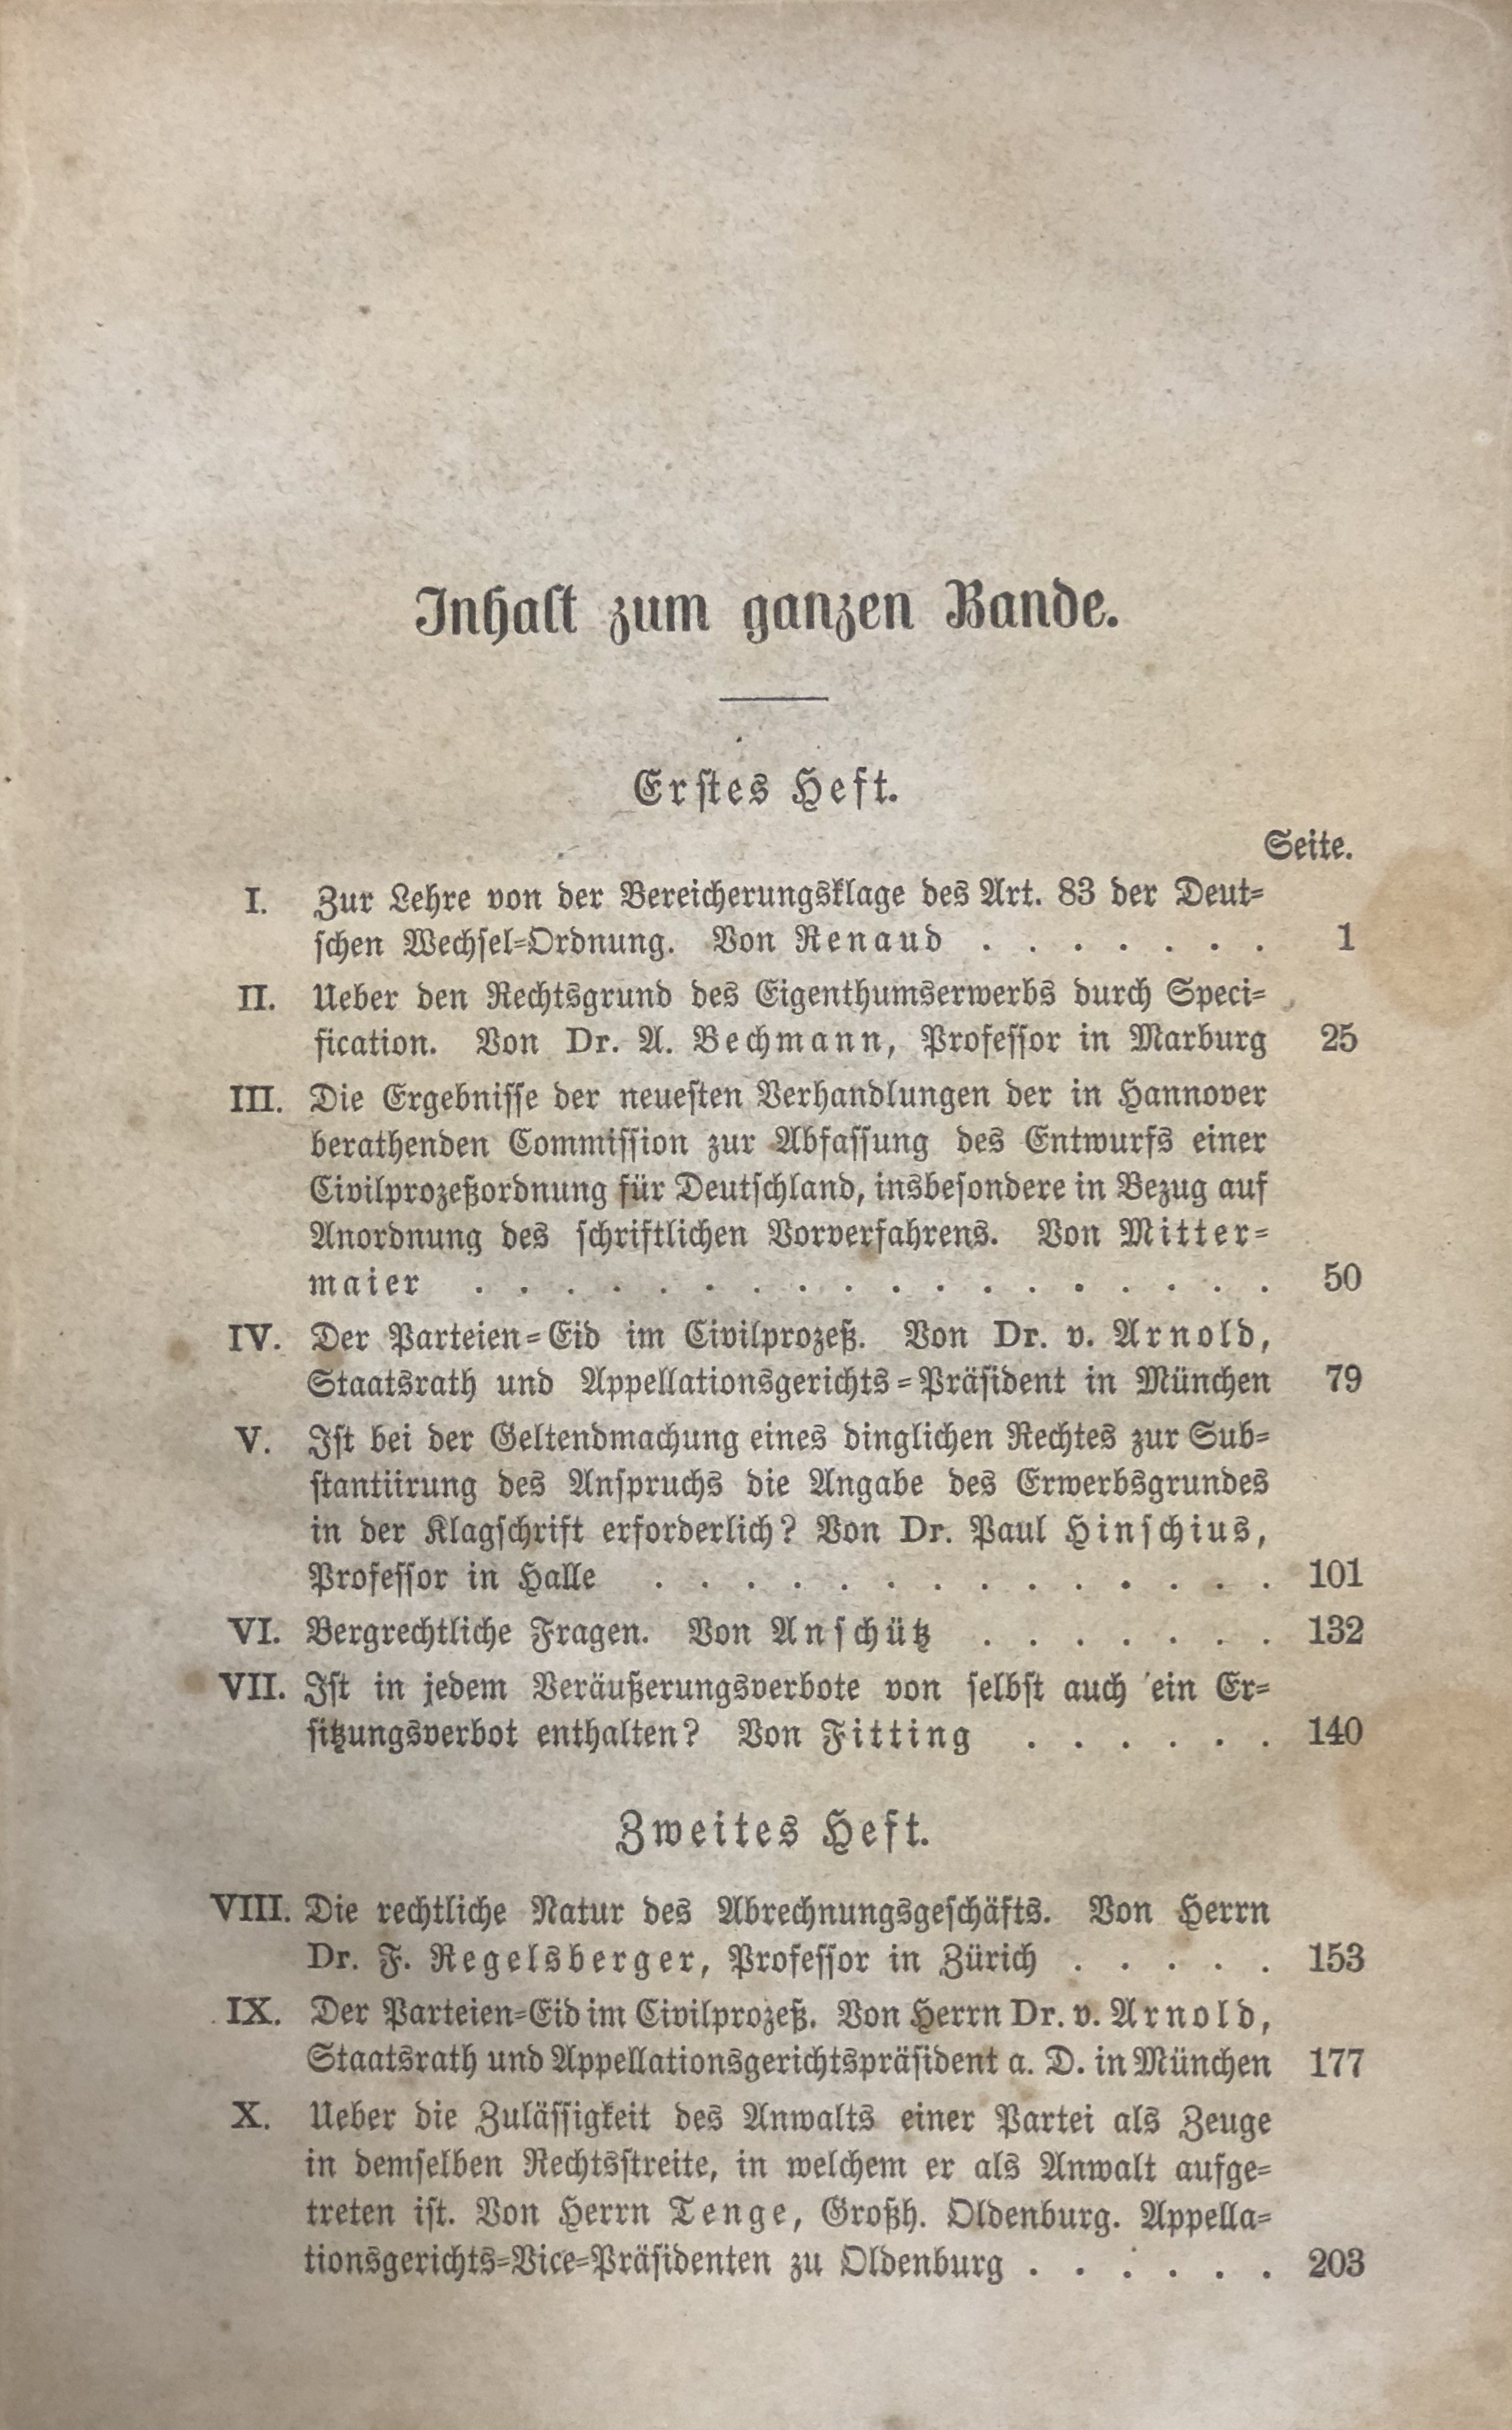 Inhalt zum ganzen Bande.
Erstes Heft.
Seite.
I. Zur Lehre von der Bereicherungsklage des Art. 83 der Deut-
schen Wechsel-Ordnung. Von Renaud . . . . . . . 1
II. Ueber den Rechtsgrund des Eigenthumserwerbs durch Speci-
fication. Von Dr. A. Bechmann, Professor in Marburg 25
III. Die Ergebnisse der neuesten Verhandlungen der in Hannover
berathenden Commission zur Abfassung des Entwurfs einer
Civilprozeßordnung für Deutschland, insbesondere in Bezug auf
Anordnung des schriftlichen Vorverfahrens. Von Mitter-
maier . . . . . . . . . . . . . . . . . . 50
IV. Der Parteien-Eid im Civilprozeß. Von Dr. v. Arnold,
Staatsrath und Appellationsgerichts-Präsident in München 79
V. Ist bei der Geltendmachung eines dinglichen Rechtes zur Sub-
stantiirung des Anspruchs die Angabe des Erwerbsgrundes
in der Klagschrift erforderlich? Von Dr. Paul Hinschius,
Professor in Halle . . . . . . . . . . . . . . 101
VI. Bergrechtliche Fragen. Von Anschütz . . . . . . . 132
VII. Ist in jedem Veräußerungsverbote von selbst auch ein Er-
sitzungsverbot enthalten? Von Fitting . . . . . . 140
Zweites Heft.
VIII. Die rechtliche Natur des Abrechnungsgeschäfts. Von Herrn
Dr. F. Regelsberger, Professor in Zürich . . . . . 153
IX. Der Parteien-Eid im Civilprozeß. Von Herrn Dr. v. Arnold,
Staatsrath und Appellationsgerichtspräsident a. D. in München 177
X. Ueber die Zulässigkeit des Anwalts einer Partei als Zeuge
in demselben Rechtsstreite, in welchem er als Anwalt aufge-
treten ist. Von Herrn Tenge, Großh. Oldenburg. Appella-
tionsgerichts-Vice-Präsidenten zu Oldenburg . . . . . . 203